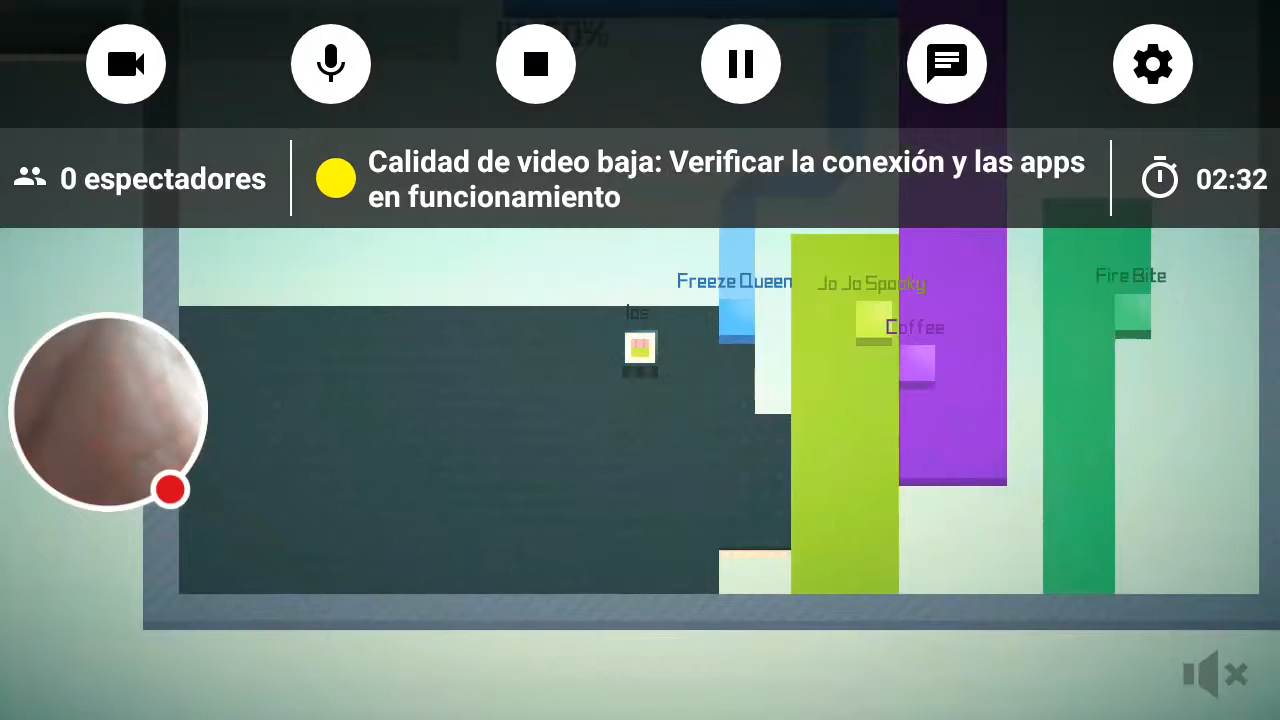 0 espectadores
Calidad de video baja: Verificar la conexión y las apps
en funcionamiento
02:32
Freeze Queen
Jo Jo Spooky
Fire Bite
Coffee